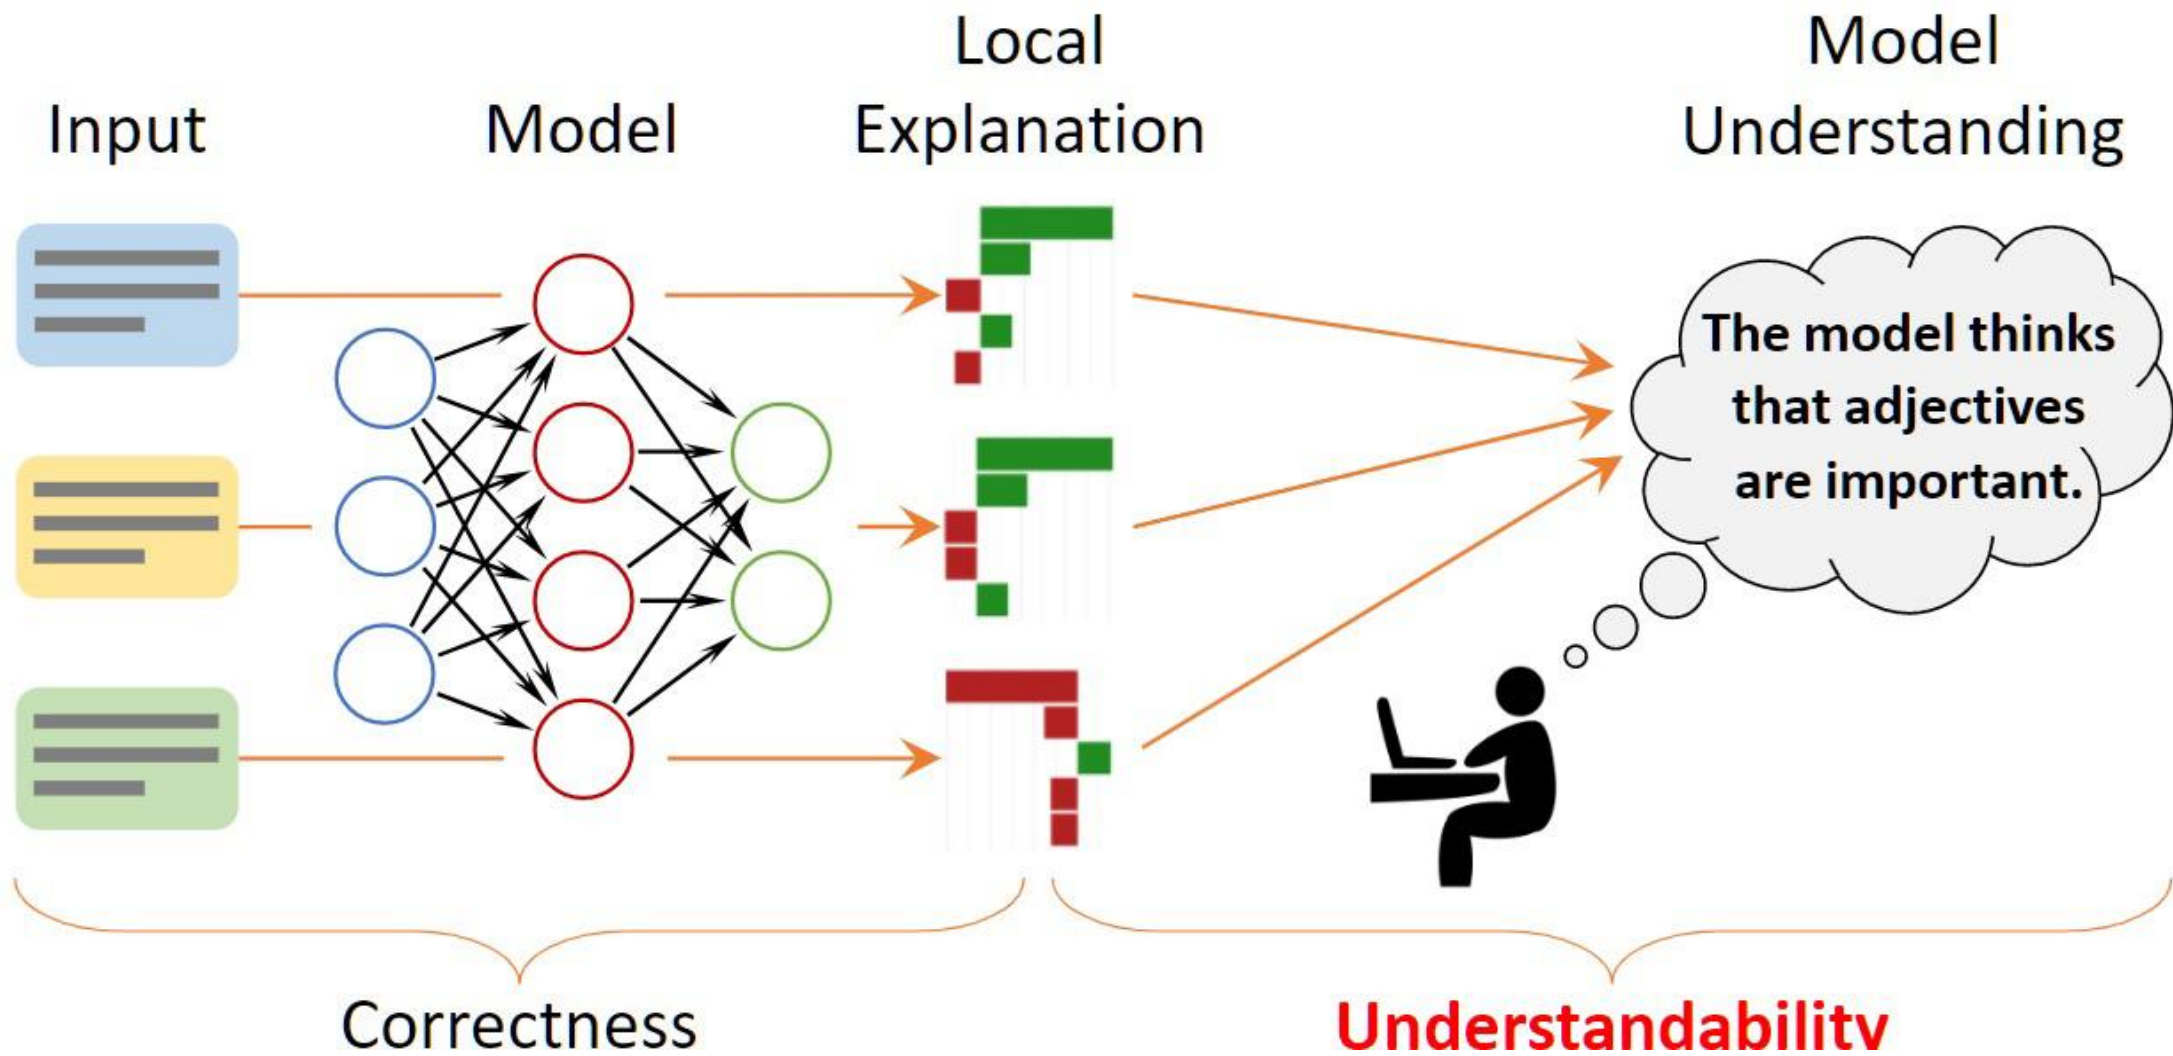 Input
Model
Local
Explanation
Model
Understanding
The model thinks
that adjectives
are important.
Correctness
Understandability